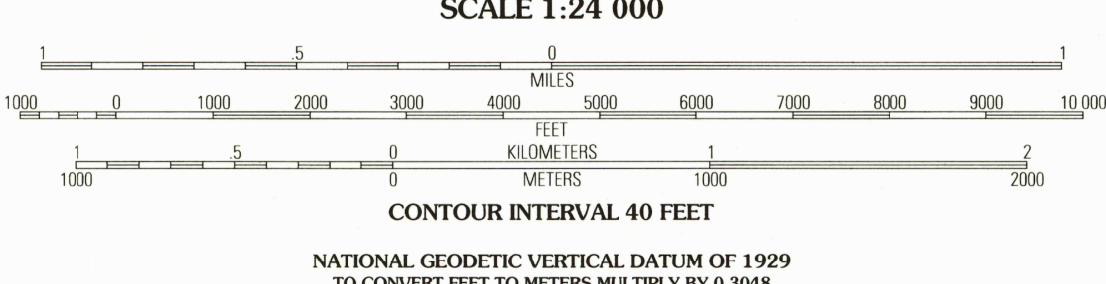 SCALE 1:24 000
1 .5 0 1
MILES
1000 0 1000 2000 3000 4000 5000 6000 7000 8000 9000 10 000
FEET
1 .5 0 KILOMETERS 1 2
1000 0 METERS 1000 2000
CONTOUR INTERVAL 40 FEET
NATIONAL GEODETIC VERTICAL DATUM OF 1929
TO CONVERT FEET TO METERS MULTIPLY BY 0.3048